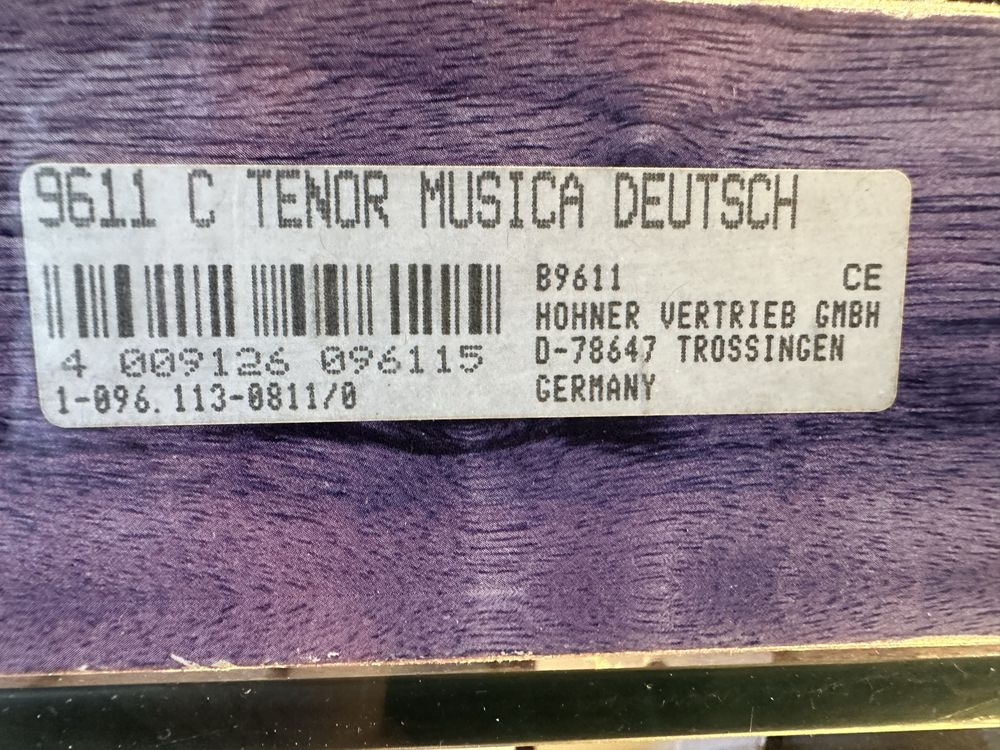 9611 C TENOR MUSICA DEUTSCH
B9611 CE
HOHNER VERTRIEB GMBH
D-78647 TROSSINGEN
GERMANY
4 009126 096115
1-096.113-0811/0